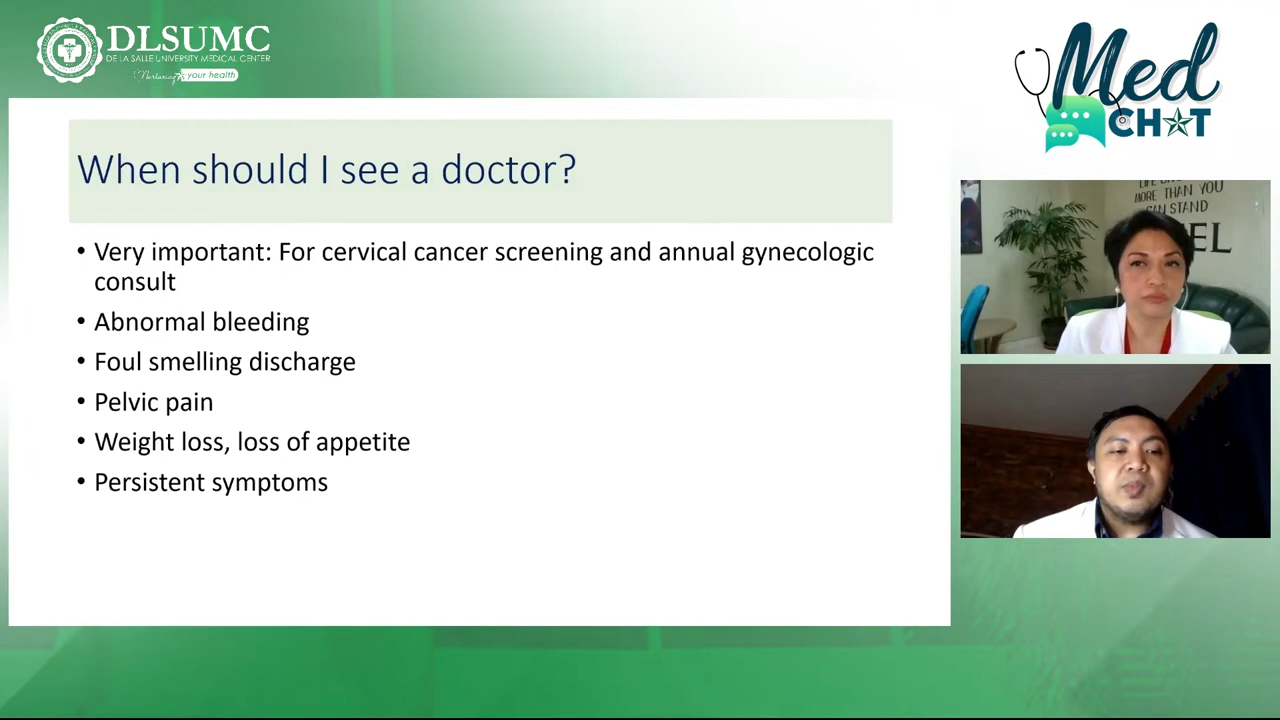 DLSUMC
DE LA SALLE UNIVERSITY MEDICAL CENTER
Nurturing your health
Med
CHAT
When should I see a doctor?
• Very important: For cervical cancer screening and annual gynecologic
consult
• Abnormal bleeding
• Foul smelling discharge
• Pelvic pain
• Weight loss, loss of appetite
• Persistent symptoms
MORE THAN YOU
CAN STAND